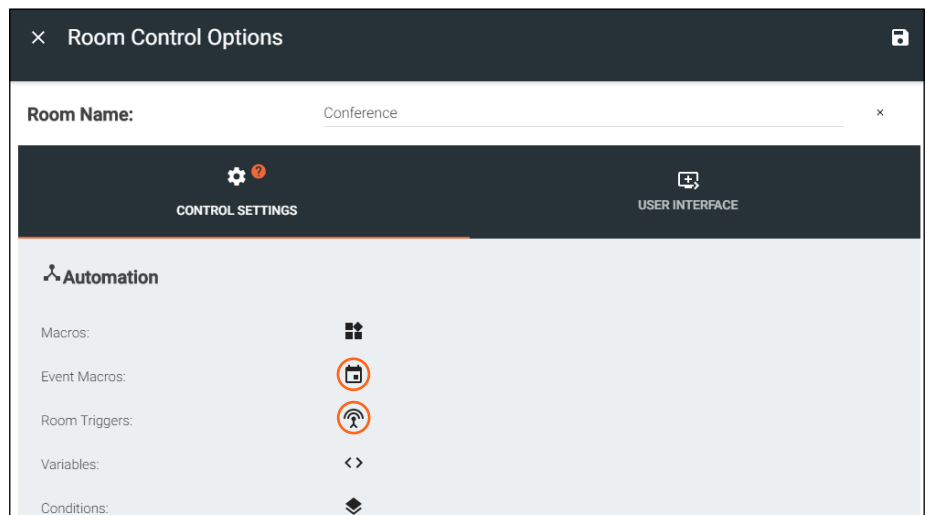 Room Control Options
Room Name:
Conference
CONTROL SETTINGS
USER INTERFACE
Automation
Macros:
Event Macros:
Room Triggers:
Variables:
Conditions: